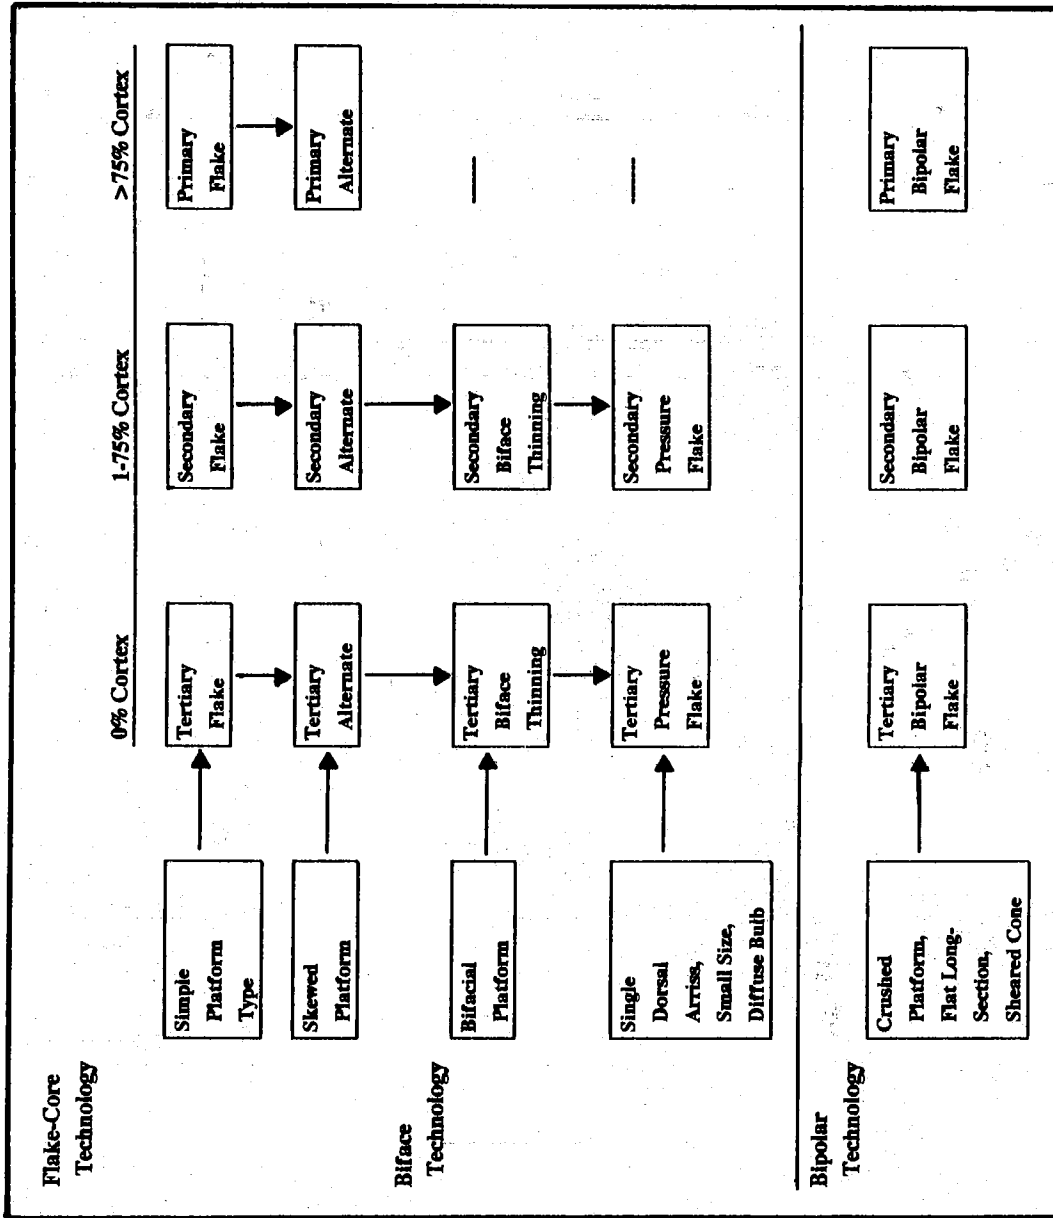 0% Cortex
1-75% Cortex
>75% Cortex
Flake-Core
Technology
Simple
Platform
Type
Tertiary
Flake
Secondary
Flake
Primary
Flake
Skewed
Platform
Tertiary
Alternate
Secondary
Alternate
Primary
Alternate
Biface
Technology
Bifacial
Platform
Tertiary
Biface
Thinning
Secondary
Biface
Thinning
Single
Dorsal
Arriss,
Small Size,
Diffuse Bulb
Tertiary
Pressure
Flake
Secondary
Pressure
Flake
Bipolar
Technology
Crushed
Platform,
Flat Long-
Section,
Sheared Cone
Tertiary
Bipolar
Flake
Secondary
Bipolar
Flake
Primary
Bipolar
Flake